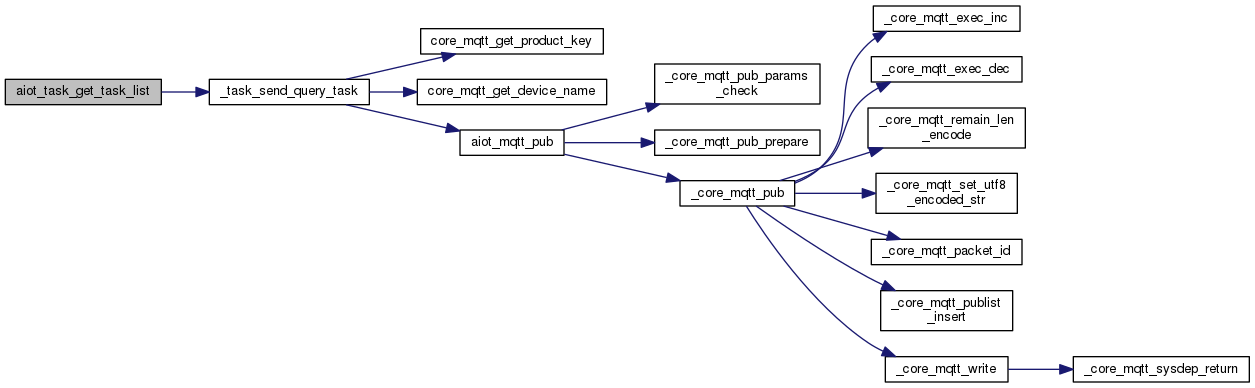 aiot_task_get_task_list
_task_send_query_task
core_mqtt_get_product_key
core_mqtt_get_device_name
aiot_mqtt_pub
_core_mqtt_pub_params
_check
_core_mqtt_pub_prepare
_core_mqtt_pub
_core_mqtt_exec_inc
_core_mqtt_exec_dec
_core_mqtt_remain_len
_encode
_core_mqtt_set_utf8
_encoded_str
_core_mqtt_packet_id
_core_mqtt_publist
_insert
_core_mqtt_write
_core_mqtt_sysdep_return